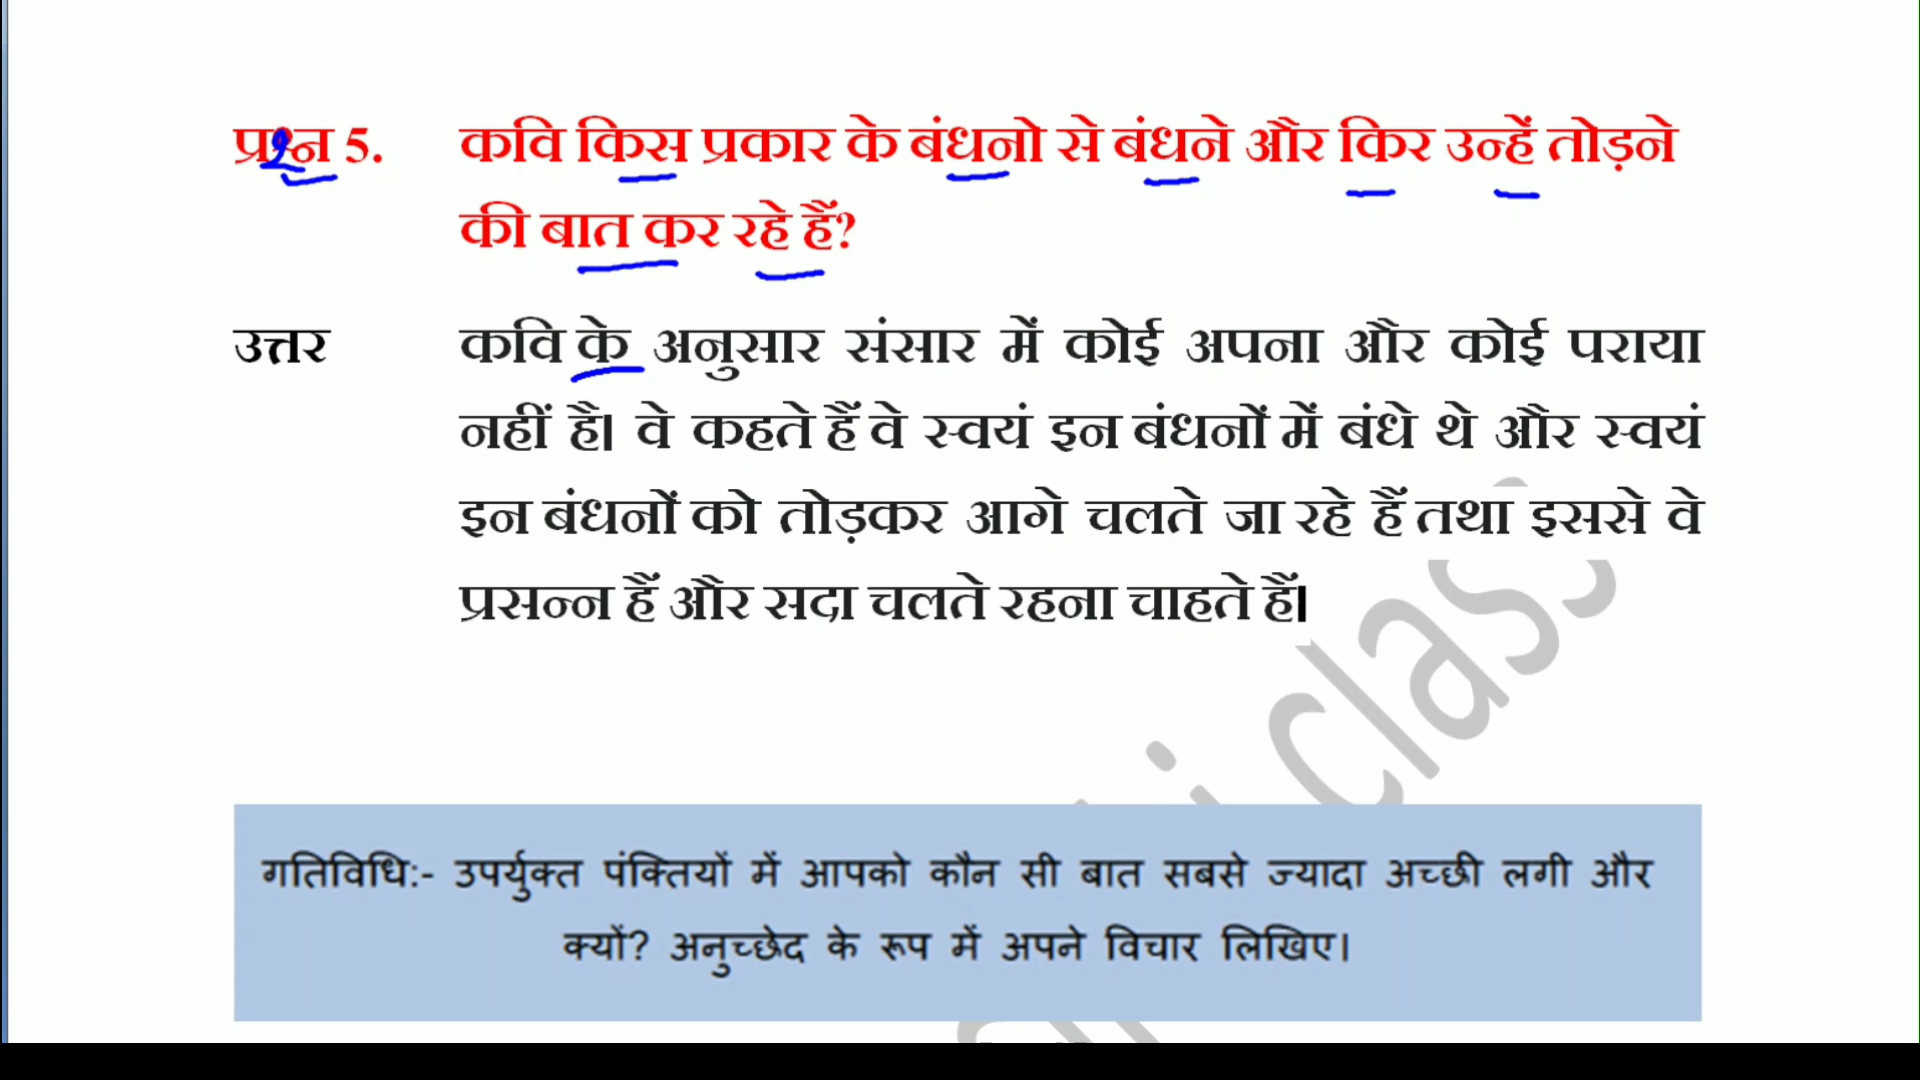 प्रश्न 5. कवि किस प्रकार के बंधनो से बंधने और किर उन्हें तोड़ने
की बात कर रहे हैं?
उत्तर कवि के अनुसार संसार में कोई अपना और कोई पराया
नहीं है। वे कहते हैं वे स्वयं इन बंधनों में बंधे थे और स्वयं
इन बंधनों को तोड़कर आगे चलते जा रहे हैं तथा इससे वे
प्रसन्न हैं और सदा चलते रहना चाहते हैं।
class
गतिविधि:- उपर्युक्त पंक्तियों में आपको कौन सी बात सबसे ज्यादा अच्छी लगी और
क्यों? अनुच्छेद के रूप में अपने विचार लिखिए।